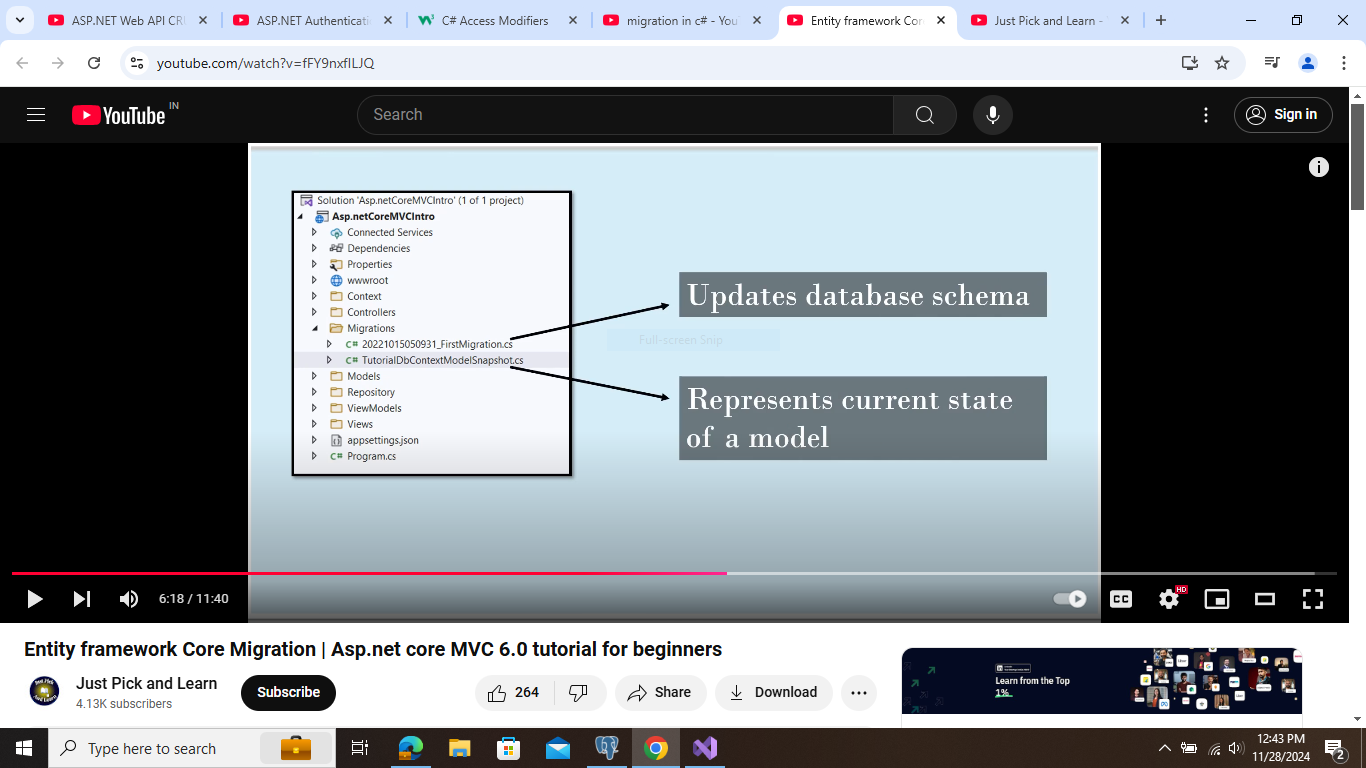 ASP.NET Web API CR
ASP.NET Authenticati
C# Access Modifiers
migration in c# - You
Entity framework Cor
Just Pick and Learn -
youtube.com/watch?v=fFY9nxfILJQ
YouTube IN
Search
Sign in
Solution 'Asp.netCoreMVCIntro' (1 of 1 project)
Asp.netCoreMVCIntro
Connected Services
Dependencies
Properties
wwwroot
Context
Controllers
Migrations
C# 20221015050931_FirstMigration.cs
C# TutorialDbContextModelSnapshot.cs
Models
Repository
ViewModels
Views
appsettings.json
C# Program.cs
Updates database schema
Full-screen Snip
Represents current state
of a model
6:18 / 11:40
CC
HD
Entity framework Core Migration | Asp.net core MVC 6.0 tutorial for beginners
Just Pick and Learn
4.13K subscribers
Subscribe
264
Share
Download
Learn from the Top
1%
Type here to search
12:43 PM
11/28/2024
2